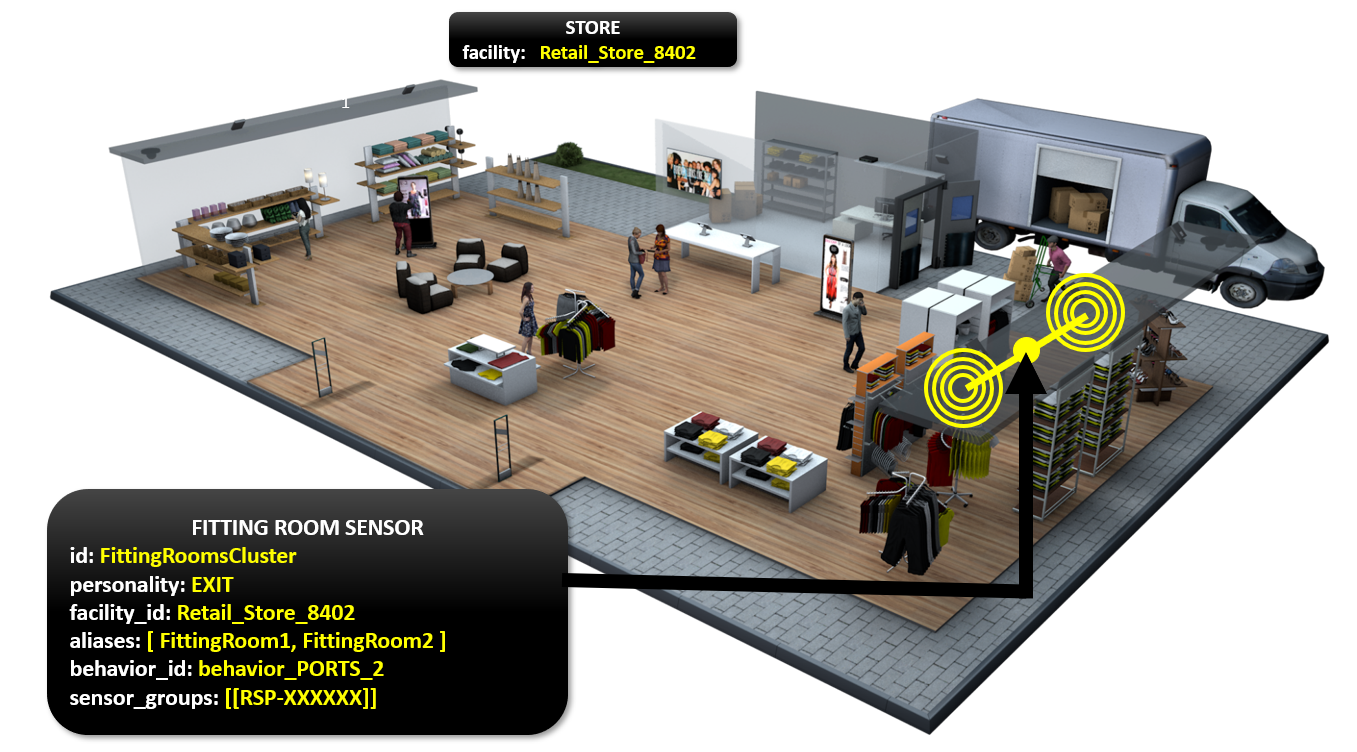 STORE
facility: Retail_Store_8402
1
FITTING ROOM SENSOR
id: FittingRoomsCluster
personality: EXIT
facility_id: Retail_Store_8402
aliases: [ FittingRoom1, FittingRoom2 ]
behavior_id: behavior_PORTS_2
sensor_groups: [[RSP-XXXXXX]]